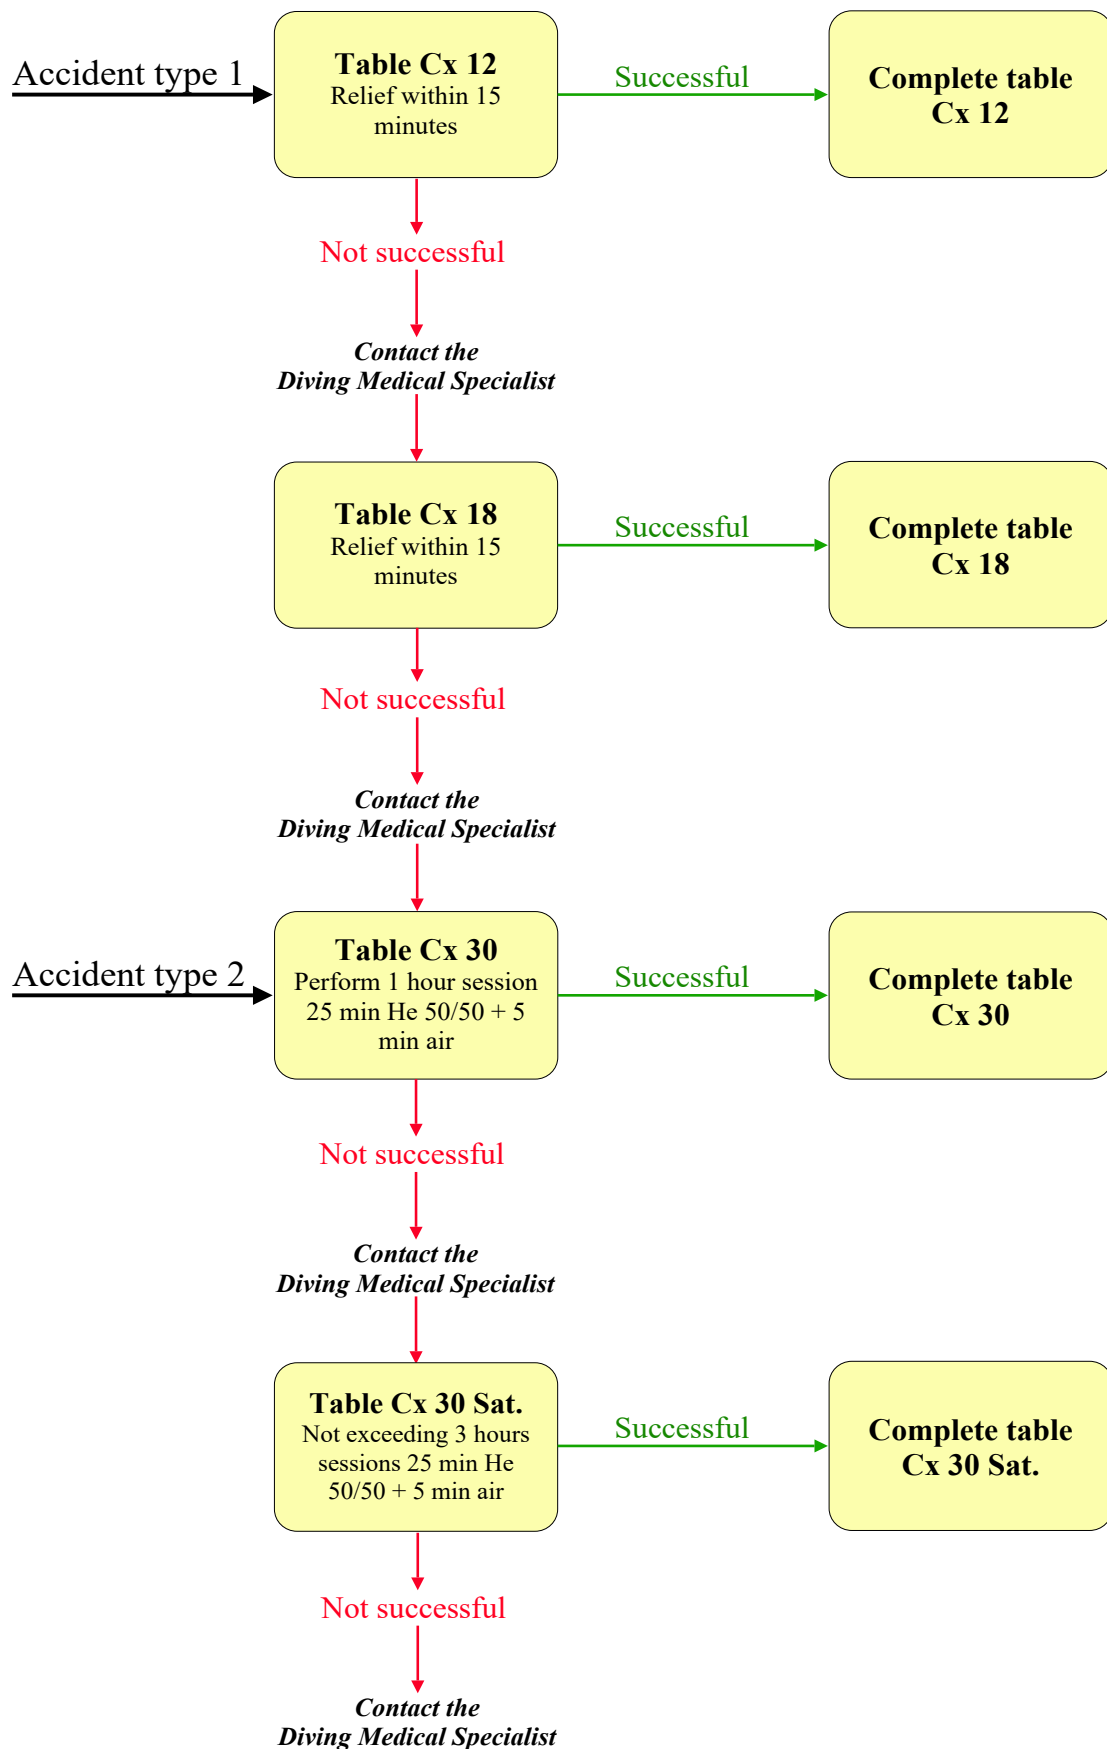 Accident type 1
Table Cx 12
Relief within 15
minutes
Successful
Complete table
Cx 12
Not successful
Contact the
Diving Medical Specialist
Table Cx 18
Relief within 15
minutes
Successful
Complete table
Cx 18
Not successful
Contact the
Diving Medical Specialist
Accident type 2
Table Cx 30
Perform 1 hour session
25 min He 50/50 + 5
min air
Successful
Complete table
Cx 30
Not successful
Contact the
Diving Medical Specialist
Table Cx 30 Sat.
Not exceeding 3 hours
sessions 25 min He
50/50 + 5 min air
Successful
Complete table
Cx 30 Sat.
Not successful
Contact the
Diving Medical Specialist